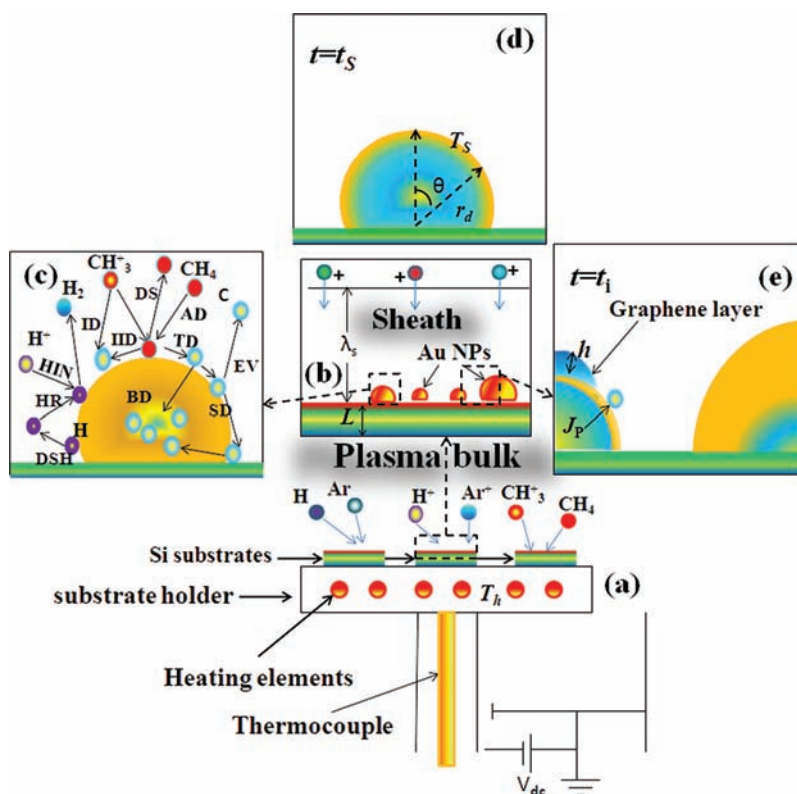 (d)
t=tS
TS
θ
rd
(c)
CH+3
CH4
H2
DS
AD
C
ID
IID
TD
H+
HIN
EV
HR
BD
SD
H
DSH
+
+
+
Sheath
λs
(b)
Au NPs
L
t=ti
(e)
Graphene layer
h
JP
Plasma bulk
H
Ar
H+
Ar+
CH+3
CH4
Si substrates
substrate holder
Th
(a)
Heating elements
Thermocouple
Vdc